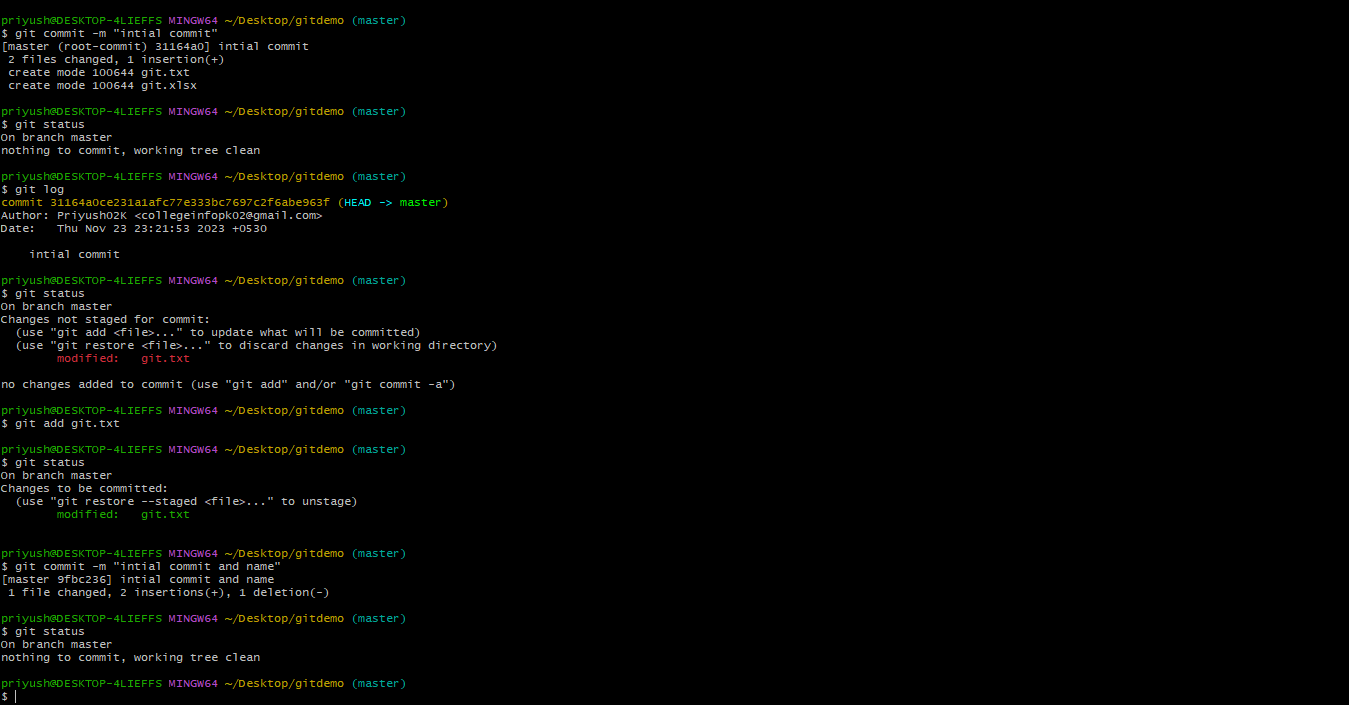 priyush@DESKTOP-4LIEFFS MINGW64 ~/Desktop/gitdemo (master)
$ git commit -m "intial commit"
[master (root-commit) 31164a0] intial commit
 2 files changed, 1 insertion(+)
 create mode 100644 git.txt
 create mode 100644 git.xlsx

priyush@DESKTOP-4LIEFFS MINGW64 ~/Desktop/gitdemo (master)
$ git status
On branch master
nothing to commit, working tree clean

priyush@DESKTOP-4LIEFFS MINGW64 ~/Desktop/gitdemo (master)
$ git log
commit 31164a0ce231a1afc77e333bc7697c2f6abe963f (HEAD -> master)
Author: Priyush02K <collegeinfopk02@gmail.com>
Date:   Thu Nov 23 23:21:53 2023 +0530

    intial commit

priyush@DESKTOP-4LIEFFS MINGW64 ~/Desktop/gitdemo (master)
$ git status
On branch master
Changes not staged for commit:
  (use "git add <file>..." to update what will be committed)
  (use "git restore <file>..." to discard changes in working directory)
        modified:   git.txt

no changes added to commit (use "git add" and/or "git commit -a")

priyush@DESKTOP-4LIEFFS MINGW64 ~/Desktop/gitdemo (master)
$ git add git.txt

priyush@DESKTOP-4LIEFFS MINGW64 ~/Desktop/gitdemo (master)
$ git status
On branch master
Changes to be committed:
  (use "git restore --staged <file>..." to unstage)
        modified:   git.txt


priyush@DESKTOP-4LIEFFS MINGW64 ~/Desktop/gitdemo (master)
$ git commit -m "intial commit and name"
[master 9fbc236] intial commit and name
 1 file changed, 2 insertions(+), 1 deletion(-)

priyush@DESKTOP-4LIEFFS MINGW64 ~/Desktop/gitdemo (master)
$ git status
On branch master
nothing to commit, working tree clean

priyush@DESKTOP-4LIEFFS MINGW64 ~/Desktop/gitdemo (master)
$